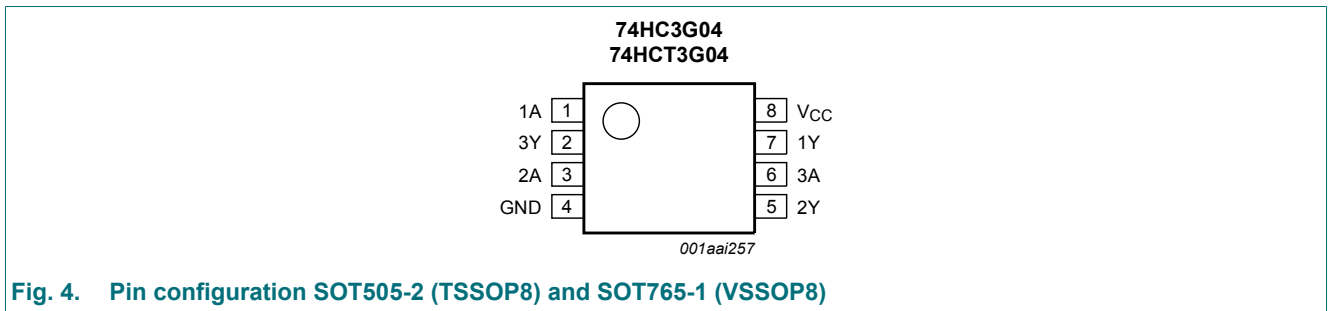 74HC3G04
74HCT3G04
1A 1 8 VCC
3Y 2 7 1Y
2A 3 6 3A
GND 4 5 2Y
001aai257
Fig. 4. Pin configuration SOT505-2 (TSSOP8) and SOT765-1 (VSSOP8)